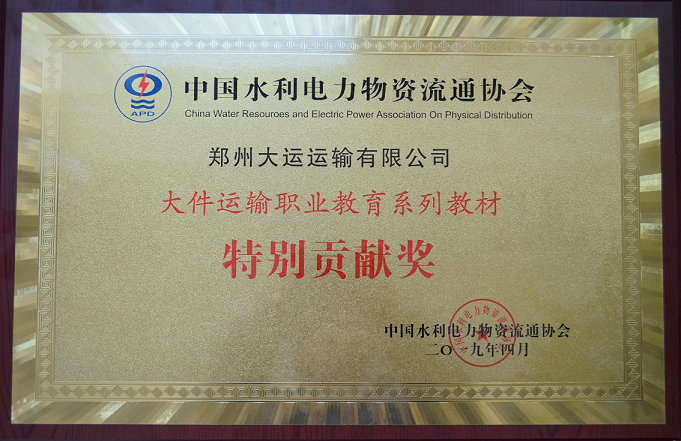 中国水利电力物资流通协会
APD
China Water Resources and Electric Power Association On Physical Distribution
郑州大运运输有限公司
大件运输职业教育系列教材
特别贡献奖
中国水利电力物资流通协会
二〇一九年四月